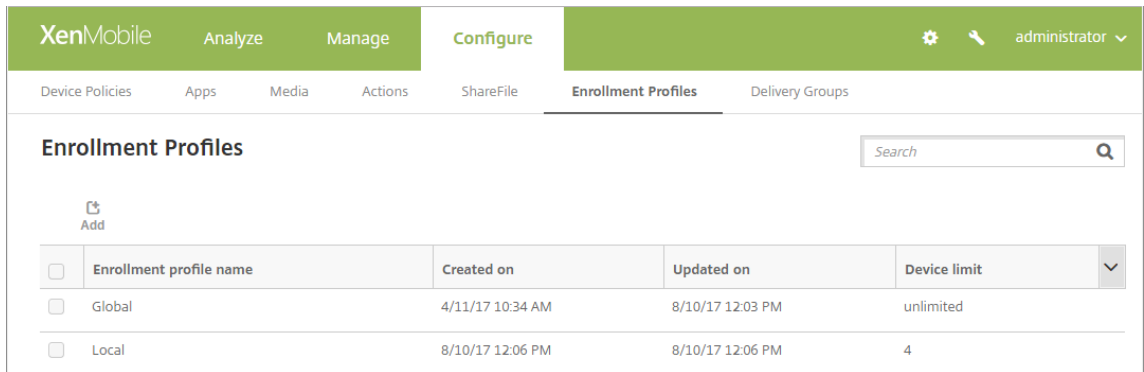 XenMobile Analyze Manage Configure administrator
Device Policies Apps Media Actions ShareFile Enrollment Profiles Delivery Groups
Enrollment Profiles Search
Add
Enrollment profile name Created on Updated on Device limit
Global 4/11/17 10:34 AM 8/10/17 12:03 PM unlimited
Local 8/10/17 12:06 PM 8/10/17 12:06 PM 4